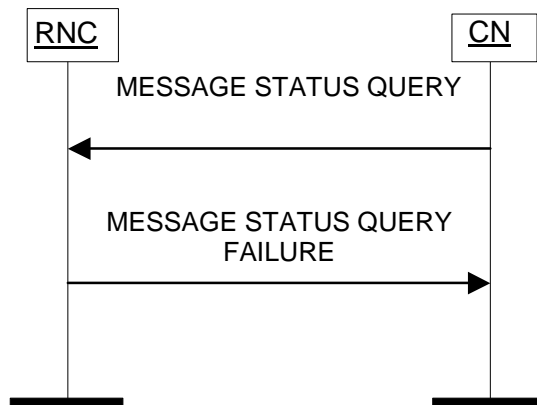 RNC
CN
MESSAGE STATUS QUERY
MESSAGE STATUS QUERY
FAILURE